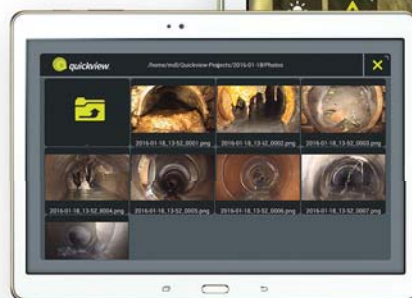 quickview.
/home/mdl/Quickview-Projects/2016-01-18/Photos
2016-01-18_13-52_0001.png
2016-01-18_13-52_0002.png
2016-01-18_13-52_0003.png
2016-01-18_13-52_0004.png
2016-01-18_13-52_0005.png
2016-01-18_13-52_0006.png
2016-01-18_13-52_0007.png